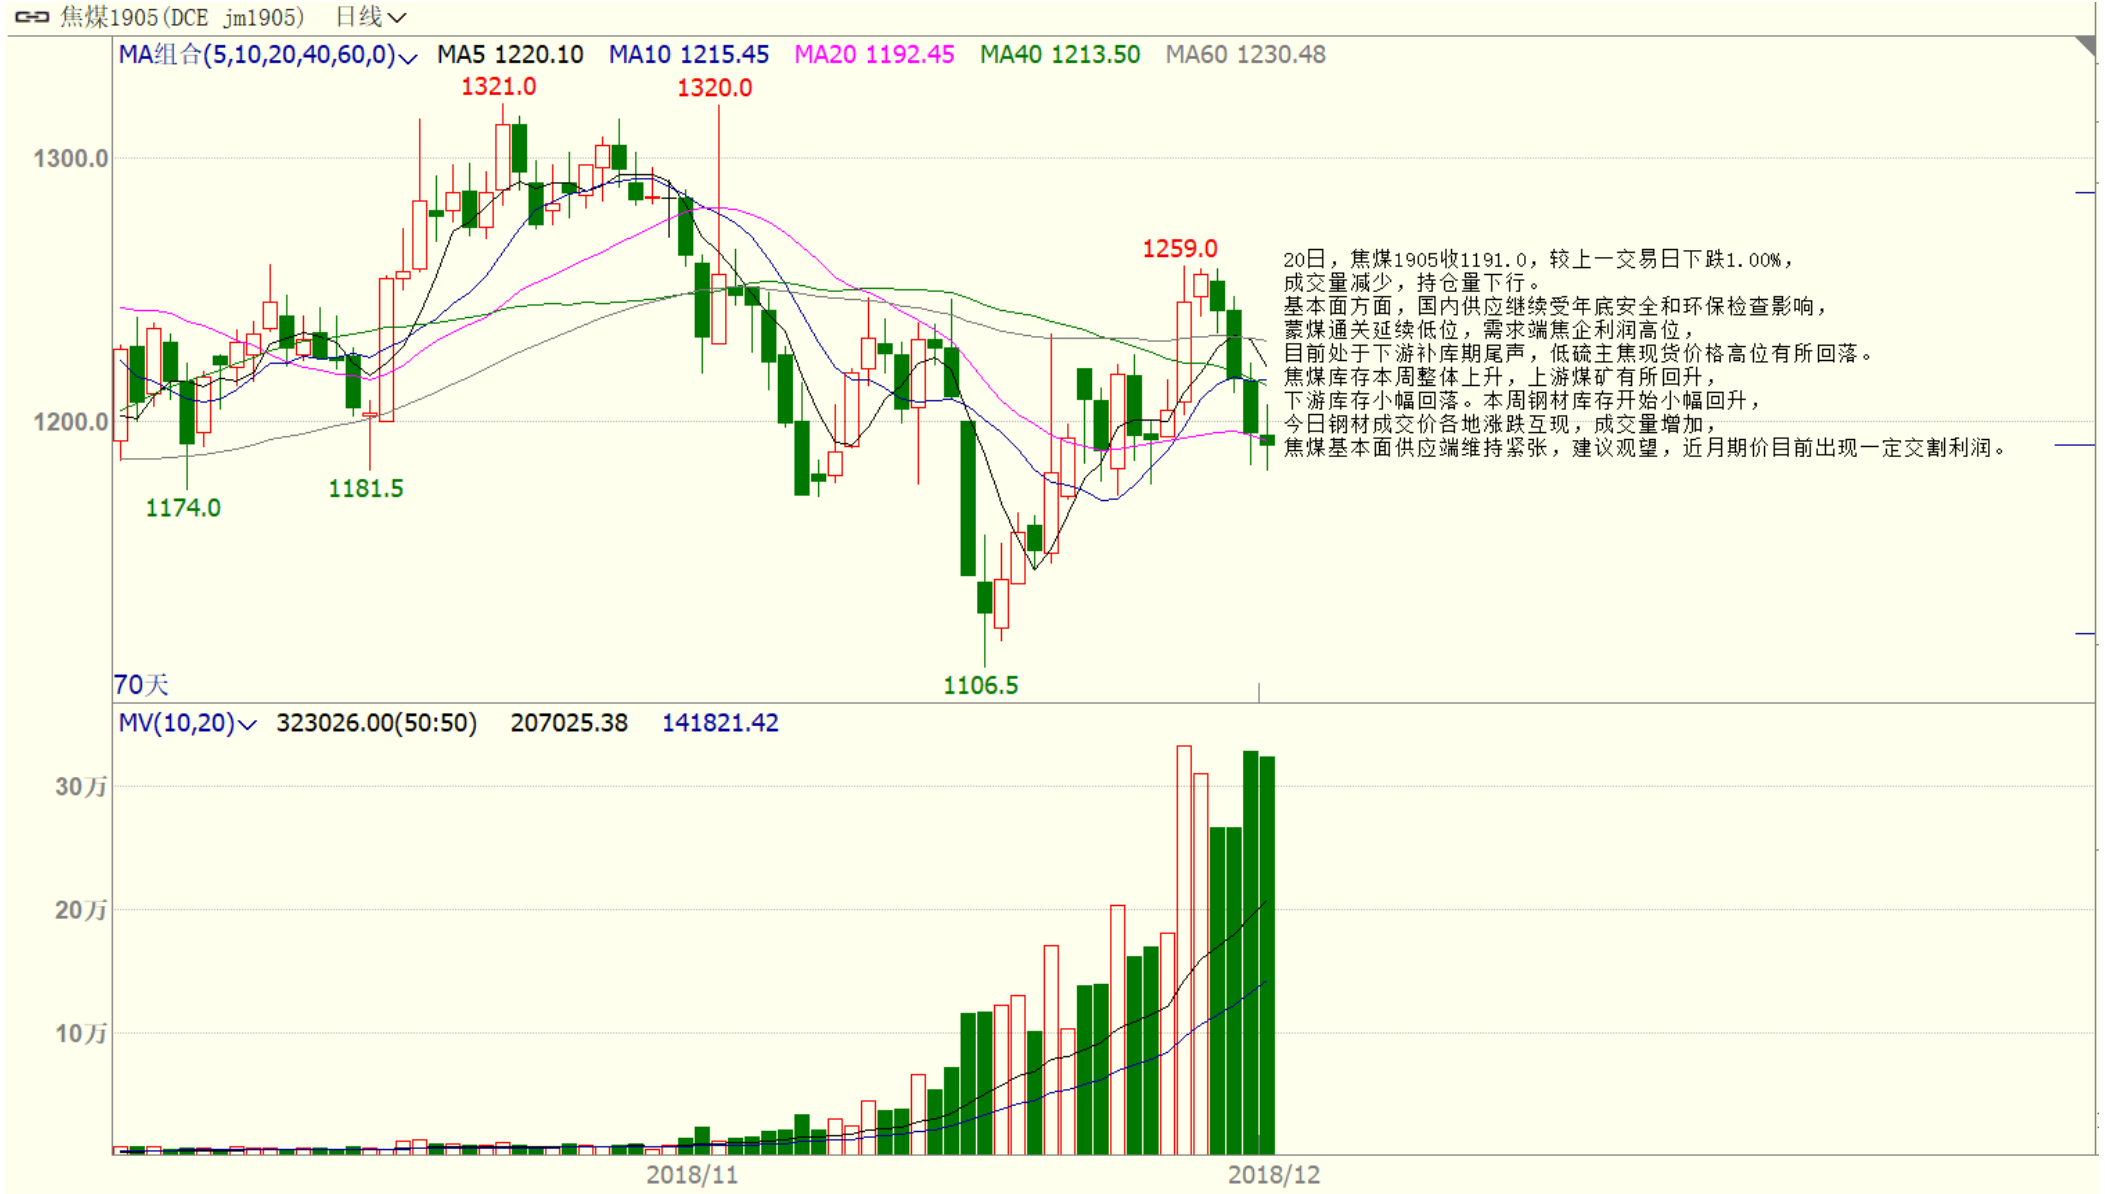 焦煤1905(DCE jm1905) 日线
MA组合(5,10,20,40,60,0) MA5 1220.10 MA10 1215.45 MA20 1192.45 MA40 1213.50 MA60 1230.48
1321.0
1320.0
1300.0
1259.0
20日，焦煤1905收1191.0，较上一交易日下跌1.00%，
成交量减少，持仓量下行。
基本面方面，国内供应继续受年底安全和环保检查影响，
蒙煤通关延续低位，需求端焦企利润高位，
目前处于下游补库期尾声，低硫主焦现货价格高位有所回落。
焦煤库存本周整体上升，上游煤矿有所回升，
下游库存小幅回落。本周钢材库存开始小幅回升，
今日钢材成交价各地涨跌互现，成交量增加，
焦煤基本面供应端维持紧张，建议观望，近月期价目前出现一定交割利润。
1200.0
1181.5
1174.0
1106.5
70天
MV(10,20) 323026.00(50:50) 207025.38 141821.42
30万
20万
10万
2018/11
2018/12